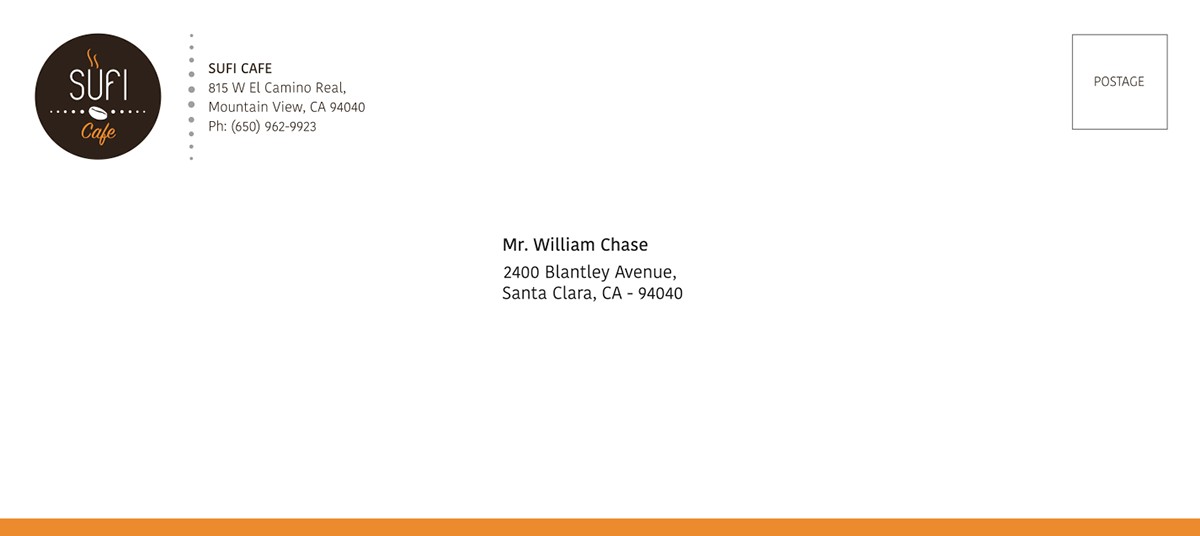 SUFI
Cafe
SUFI CAFE
815 W El Camino Real,
Mountain View, CA 94040
Ph: (650) 962-9923
POSTAGE
Mr. William Chase
2400 Blantley Avenue,
Santa Clara, CA - 94040